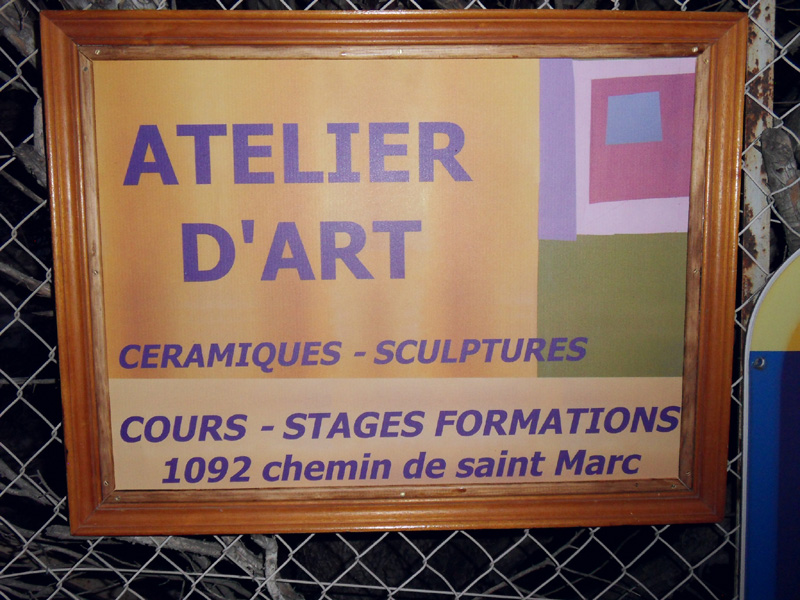 ATELIER
D'ART
CERAMIQUES - SCULPTURES
COURS - STAGES FORMATIONS
1092 chemin de saint Marc